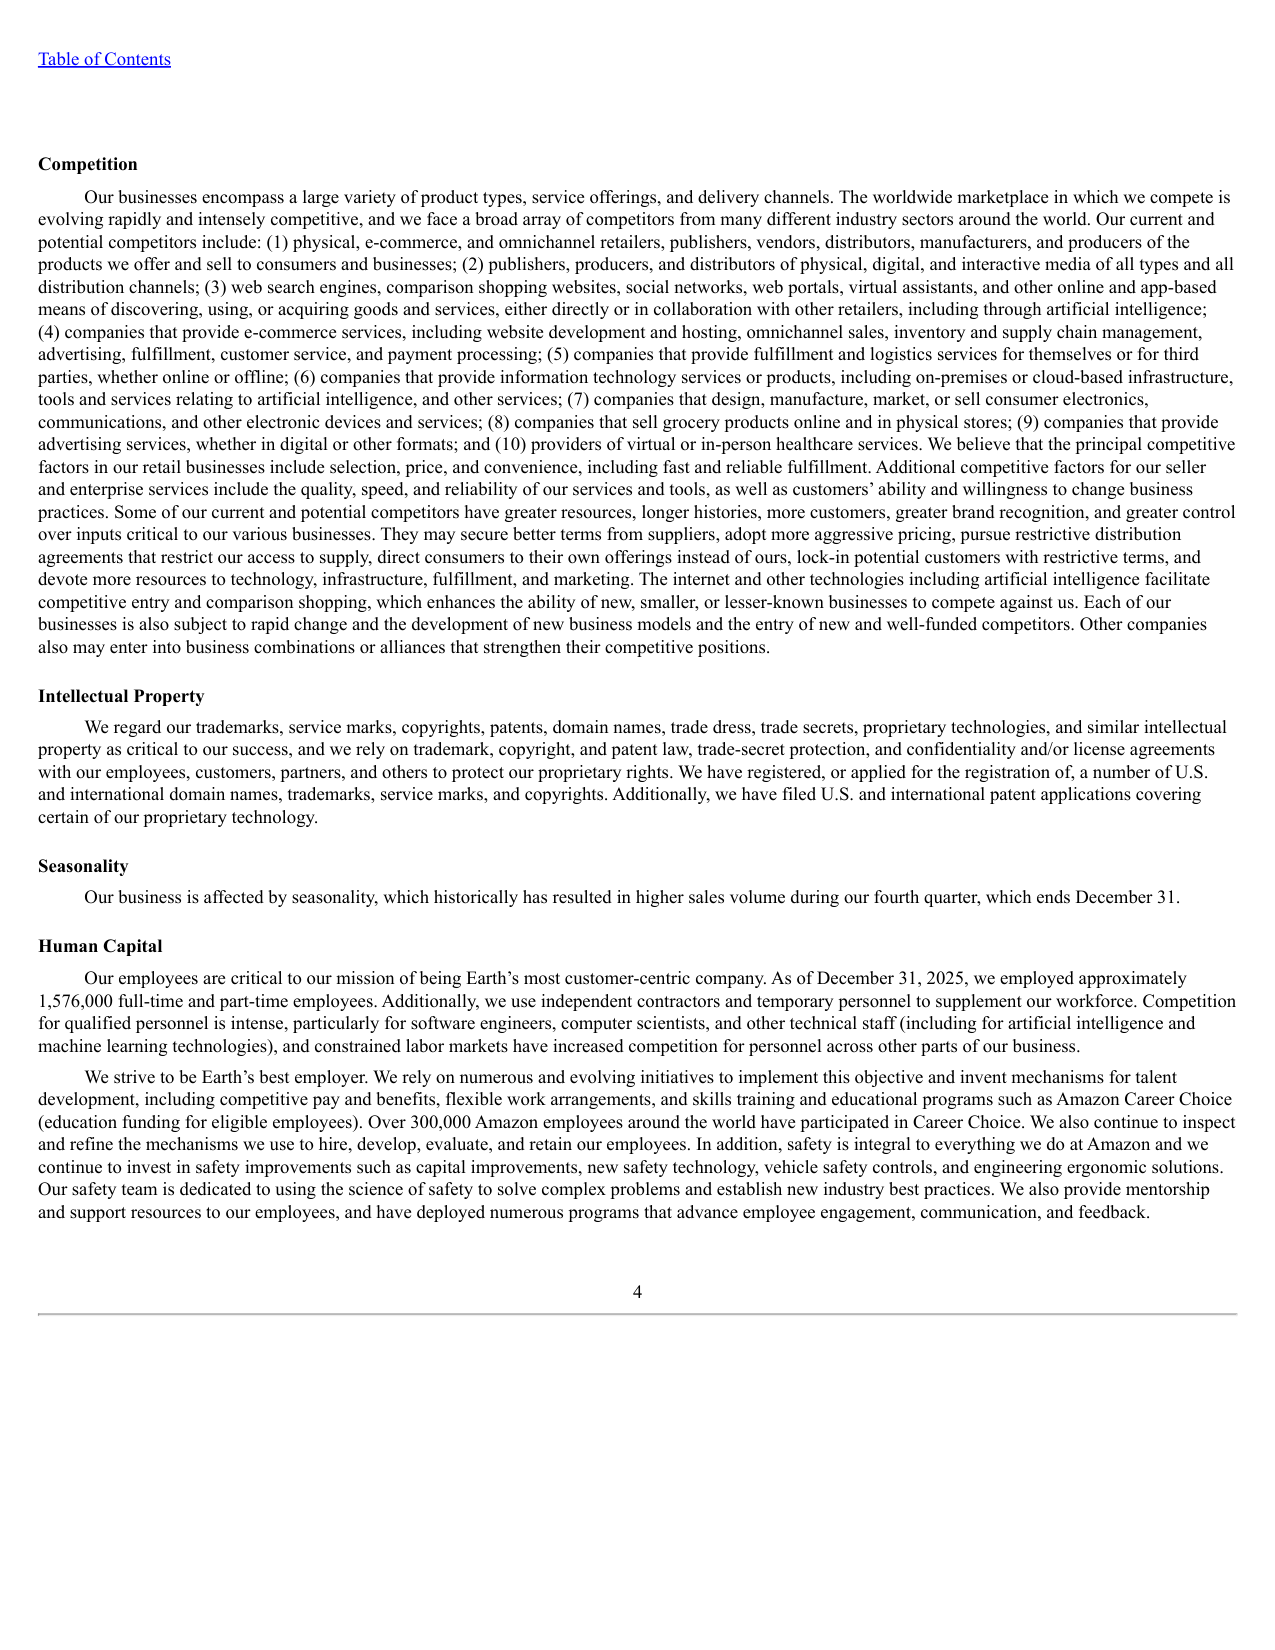 Table of Contents
Competition
Our businesses encompass a large variety of product types, service offerings, and delivery channels. The worldwide marketplace in which we compete is
evolving rapidly and intensely competitive, and we face a broad array of competitors from many different industry sectors around the world. Our current and
potential competitors include: (1) physical, e-commerce, and omnichannel retailers, publishers, vendors, distributors, manufacturers, and producers of the
products we offer and sell to consumers and businesses; (2) publishers, producers, and distributors of physical, digital, and interactive media of all types and all
distribution channels; (3) web search engines, comparison shopping websites, social networks, web portals, virtual assistants, and other online and app-based
means of discovering, using, or acquiring goods and services, either directly or in collaboration with other retailers, including through artificial intelligence;
(4) companies that provide e-commerce services, including website development and hosting, omnichannel sales, inventory and supply chain management,
advertising, fulfillment, customer service, and payment processing; (5) companies that provide fulfillment and logistics services for themselves or for third
parties, whether online or offline; (6) companies that provide information technology services or products, including on-premises or cloud-based infrastructure,
tools and services relating to artificial intelligence, and other services; (7) companies that design, manufacture, market, or sell consumer electronics,
communications, and other electronic devices and services; (8) companies that sell grocery products online and in physical stores; (9) companies that provide
advertising services, whether in digital or other formats; and (10) providers of virtual or in-person healthcare services. We believe that the principal competitive
factors in our retail businesses include selection, price, and convenience, including fast and reliable fulfillment. Additional competitive factors for our seller
and enterprise services include the quality, speed, and reliability of our services and tools, as well as customers’ ability and willingness to change business
practices. Some of our current and potential competitors have greater resources, longer histories, more customers, greater brand recognition, and greater control
over inputs critical to our various businesses. They may secure better terms from suppliers, adopt more aggressive pricing, pursue restrictive distribution
agreements that restrict our access to supply, direct consumers to their own offerings instead of ours, lock-in potential customers with restrictive terms, and
devote more resources to technology, infrastructure, fulfillment, and marketing. The internet and other technologies including artificial intelligence facilitate
competitive entry and comparison shopping, which enhances the ability of new, smaller, or lesser-known businesses to compete against us. Each of our
businesses is also subject to rapid change and the development of new business models and the entry of new and well-funded competitors. Other companies
also may enter into business combinations or alliances that strengthen their competitive positions.
Intellectual Property
We regard our trademarks, service marks, copyrights, patents, domain names, trade dress, trade secrets, proprietary technologies, and similar intellectual
property as critical to our success, and we rely on trademark, copyright, and patent law, trade-secret protection, and confidentiality and/or license agreements
with our employees, customers, partners, and others to protect our proprietary rights. We have registered, or applied for the registration of, a number of U.S.
and international domain names, trademarks, service marks, and copyrights. Additionally, we have filed U.S. and international patent applications covering
certain of our proprietary technology.
Seasonality
Our business is affected by seasonality, which historically has resulted in higher sales volume during our fourth quarter, which ends December 31.
Human Capital
Our employees are critical to our mission of being Earth’s most customer-centric company. As of December 31, 2025, we employed approximately
1,576,000 full-time and part-time employees. Additionally, we use independent contractors and temporary personnel to supplement our workforce. Competition
for qualified personnel is intense, particularly for software engineers, computer scientists, and other technical staff (including for artificial intelligence and
machine learning technologies), and constrained labor markets have increased competition for personnel across other parts of our business.
We strive to be Earth’s best employer. We rely on numerous and evolving initiatives to implement this objective and invent mechanisms for talent
development, including competitive pay and benefits, flexible work arrangements, and skills training and educational programs such as Amazon Career Choice
(education funding for eligible employees). Over 300,000 Amazon employees around the world have participated in Career Choice. We also continue to inspect
and refine the mechanisms we use to hire, develop, evaluate, and retain our employees. In addition, safety is integral to everything we do at Amazon and we
continue to invest in safety improvements such as capital improvements, new safety technology, vehicle safety controls, and engineering ergonomic solutions.
Our safety team is dedicated to using the science of safety to solve complex problems and establish new industry best practices. We also provide mentorship
and support resources to our employees, and have deployed numerous programs that advance employee engagement, communication, and feedback.
4